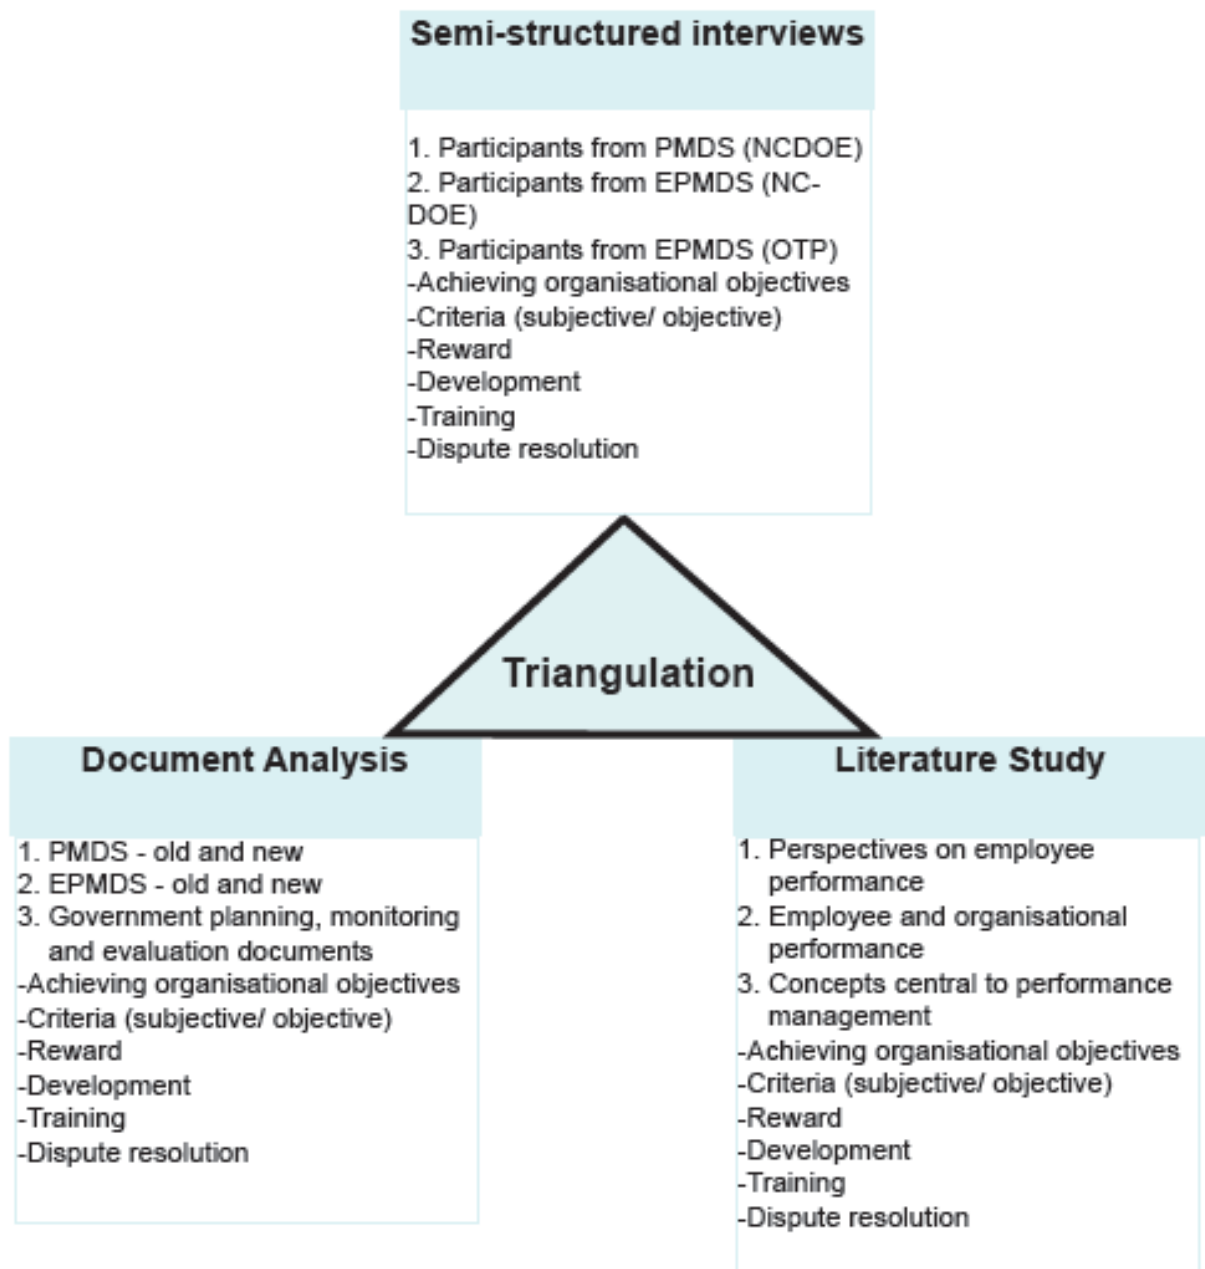 Semi-structured interviews
1. Participants from PMDS (NCDOE)
2. Participants from EPMDS (NC-
DOE)
3. Participants from EPMDS (OTP)
-Achieving organisational objectives
-Criteria (subjective/ objective)
-Reward
-Development
-Training
-Dispute resolution
Triangulation
Document Analysis
1. PMDS - old and new
2. EPMDS - old and new
3. Government planning, monitoring
and evaluation documents
-Achieving organisational objectives
-Criteria (subjective/ objective)
-Reward
-Development
-Training
-Dispute resolution
Literature Study
1. Perspectives on employee
performance
2. Employee and organisational
performance
3. Concepts central to performance
management
-Achieving organisational objectives
-Criteria (subjective/ objective)
-Reward
-Development
-Training
-Dispute resolution